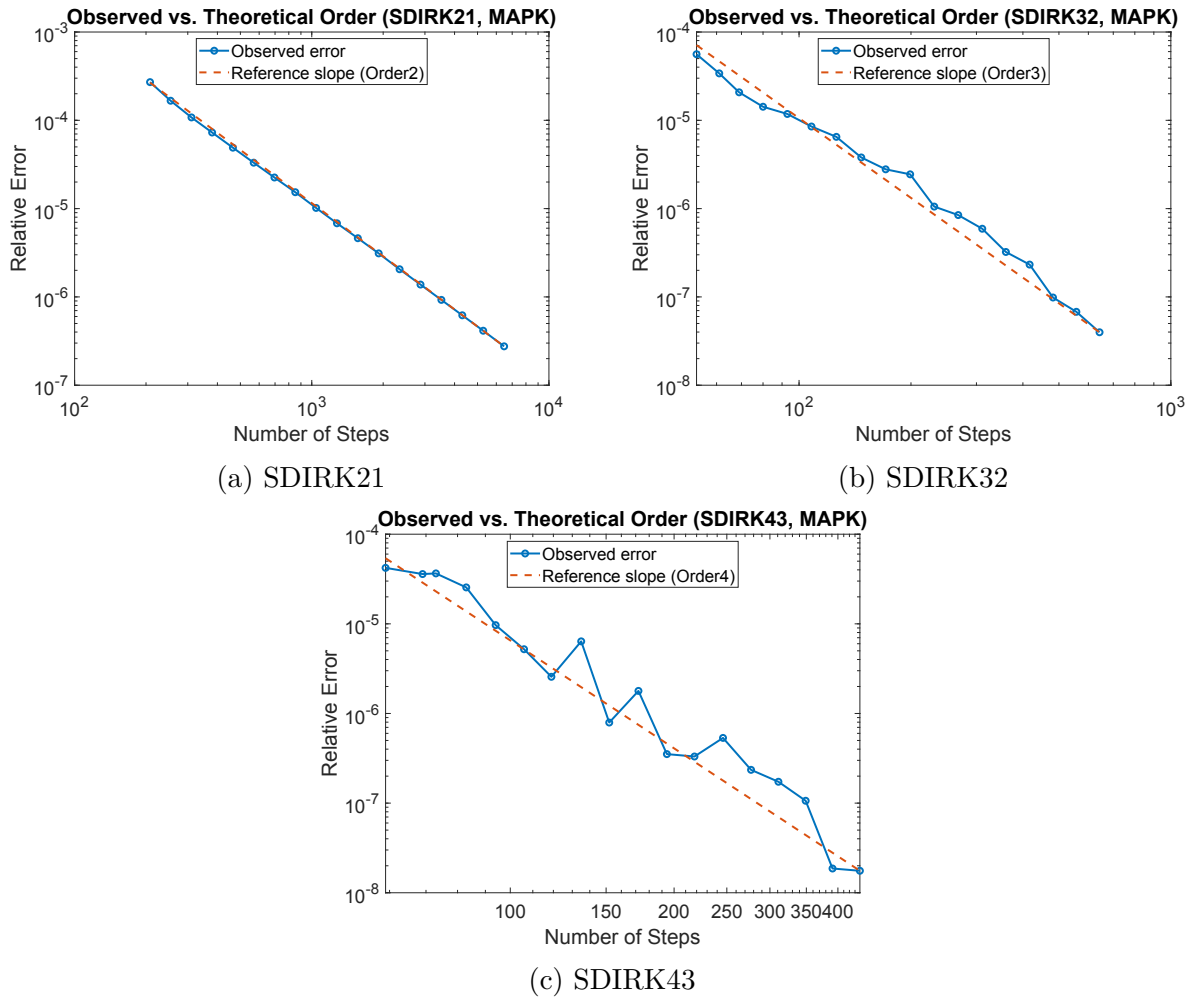 Observed vs. Theoretical Order (SDIRK21, MAPK)
10^-3
Observed error
Reference slope (Order2)
10^-4
10^-5
10^-6
10^-7
Relative Error
10^2
10^3
10^4
Number of Steps
(a) SDIRK21
Observed vs. Theoretical Order (SDIRK32, MAPK)
10^-4
Observed error
Reference slope (Order3)
10^-5
10^-6
10^-7
10^-8
Relative Error
10^2
10^3
Number of Steps
(b) SDIRK32
Observed vs. Theoretical Order (SDIRK43, MAPK)
10^-4
Observed error
Reference slope (Order4)
10^-5
10^-6
10^-7
10^-8
Relative Error
100
150
200
250
300
350
400
Number of Steps
(c) SDIRK43